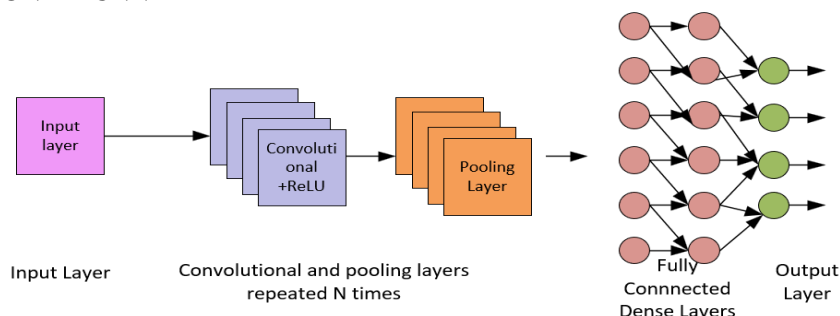 Input
layer
Convoluti
onal
+ReLU
Pooling
Layer
Input Layer
Convolutional and pooling layers
repeated N times
Fully
Connnected
Dense Layers
Output
Layer